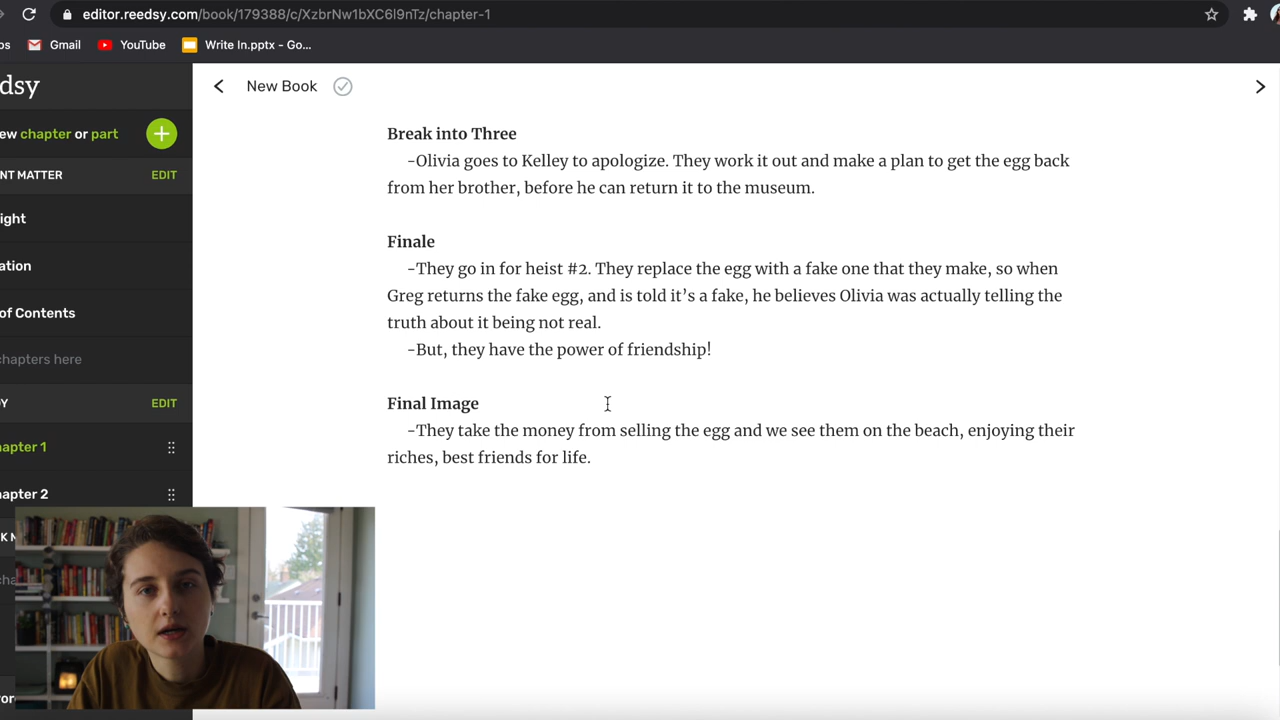 editor.reedsy.com/book/179388/c/XzbrNw1bXC6l9nTz/chapter-1
ps Gmail YouTube Write In.pptx - Go...
dsy
New Book
ew chapter or part
NT MATTER EDIT
ight
ation
of Contents
chapters here
DY EDIT
apter 1
apter 2
Break into Three
-Olivia goes to Kelley to apologize. They work it out and make a plan to get the egg back
from her brother, before he can return it to the museum.
Finale
-They go in for heist #2. They replace the egg with a fake one that they make, so when
Greg returns the fake egg, and is told it’s a fake, he believes Olivia was actually telling the
truth about it being not real.
-But, they have the power of friendship!
Final Image
-They take the money from selling the egg and we see them on the beach, enjoying their
riches, best friends for life.